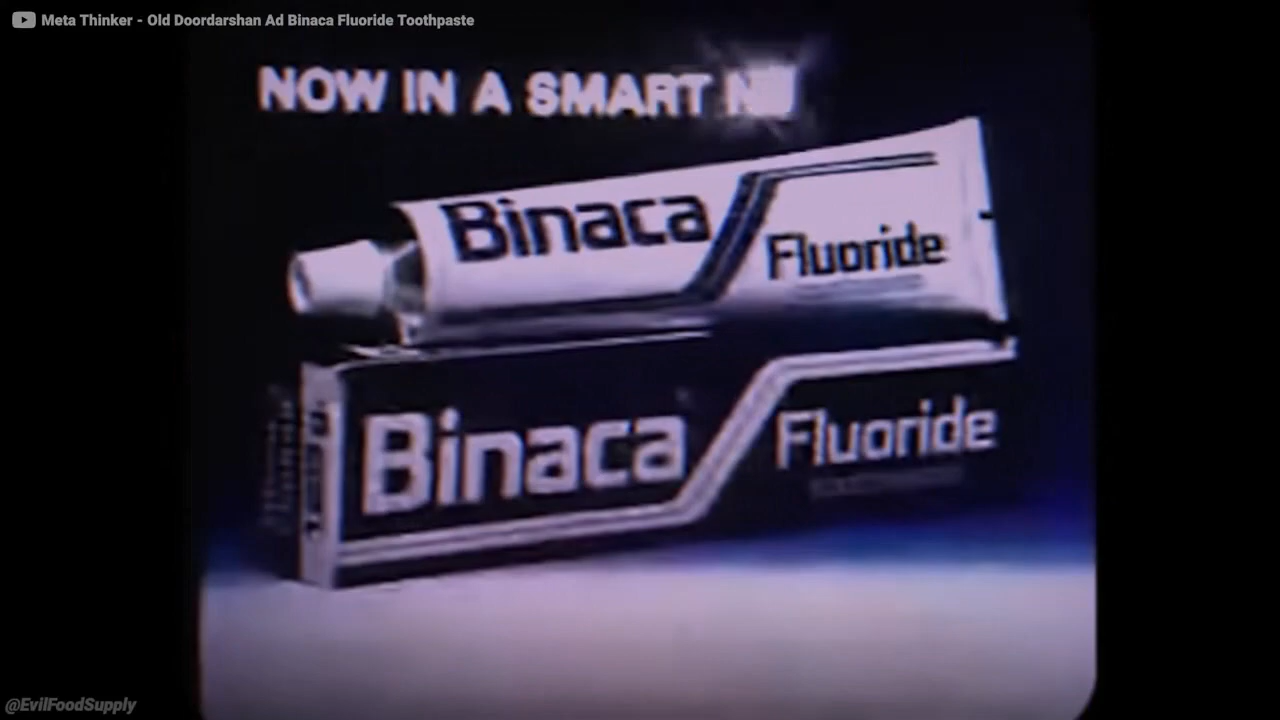 Meta Thinker - Old Doordarshan Ad Binaca Fluoride Toothpaste
NOW IN A SMART
Binaca
Fluoride
Binaca
Fluoride
@EvilFoodSupply